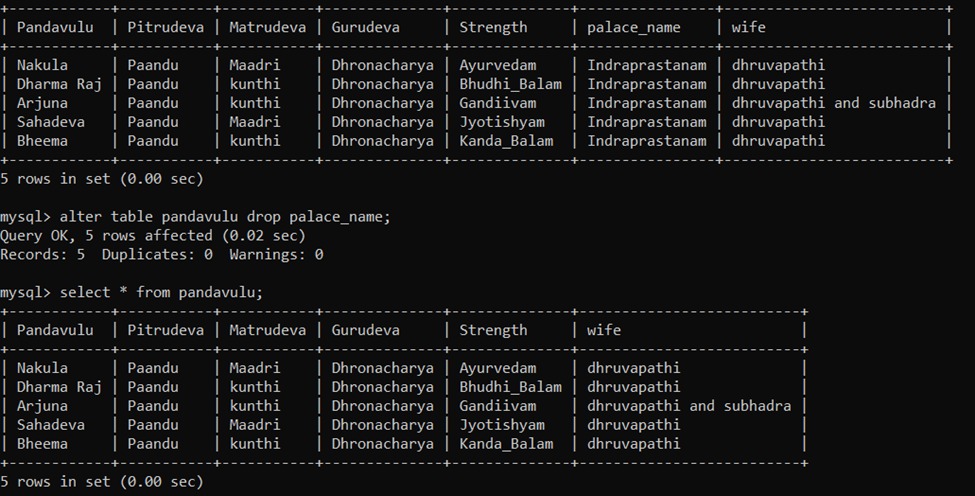 +------------+-----------+-----------+-------------+------------+---------------+-------------------------+
| Pandavulu  | Pitrudeva | Matrudeva | Gurudeva    | Strength    | palace_name   | wife                    |
+------------+-----------+-----------+-------------+-------------+---------------+-------------------------+
| Nakula     | Paandu    | Maadri    | Dhronacharya | Ayurvedam    | Indraprastanam | dhruvapathi              |
| Dharma Raj | Paandu    | kunthi    | Dhronacharya | Bhudhi_Balam | Indraprastanam | dhruvapathi              |
| Arjuna     | Paandu    | kunthi    | Dhronacharya | Gandiivam    | Indraprastanam | dhruvapathi and subhadra |
| Sahadeva   | Paandu    | Maadri    | Dhronacharya | Jyotishyam   | Indraprastanam | dhruvapathi              |
| Bheema     | Paandu    | kunthi    | Dhronacharya | Kanda_Balam  | Indraprastanam | dhruvapathi              |
+------------+-----------+-----------+--------------+--------------+----------------+--------------------------+
5 rows in set (0.00 sec)
mysql> alter table pandavulu drop palace_name;
Query OK, 5 rows affected (0.02 sec)
Records: 5  Duplicates: 0  Warnings: 0
mysql> select * from pandavulu;
+------------+-----------+-----------+--------------+--------------+--------------------------+
| Pandavulu  | Pitrudeva | Matrudeva | Gurudeva     | Strength     | wife                     |
+------------+-----------+-----------+--------------+--------------+--------------------------+
| Nakula     | Paandu    | Maadri    | Dhronacharya | Ayurvedam    | dhruvapathi              |
| Dharma Raj | Paandu    | kunthi    | Dhronacharya | Bhudhi_Balam | dhruvapathi              |
| Arjuna     | Paandu    | kunthi    | Dhronacharya | Gandiivam    | dhruvapathi and subhadra |
| Sahadeva   | Paandu    | Maadri    | Dhronacharya | Jyotishyam   | dhruvapathi              |
| Bheema     | Paandu    | kunthi    | Dhronacharya | Kanda_Balam  | dhruvapathi              |
+------------+-----------+-----------+--------------+--------------+--------------------------+
5 rows in set (0.00 sec)